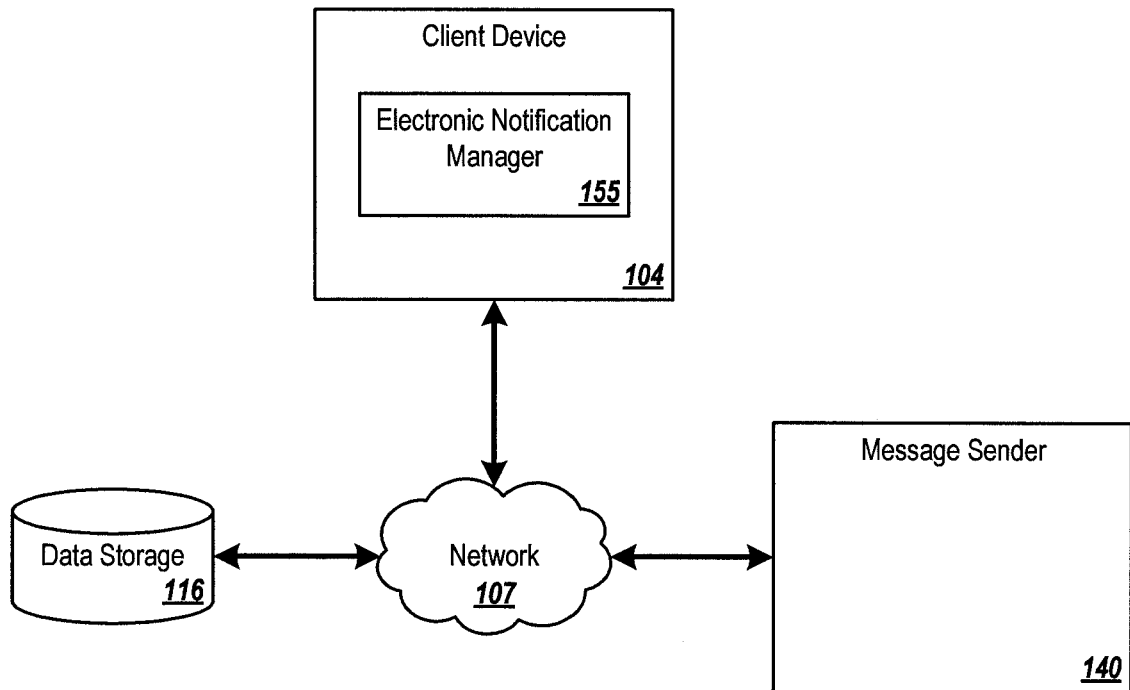 Client Device
Electronic Notification
Manager
155
104
Message Sender
Data Storage
116
Network
107
140